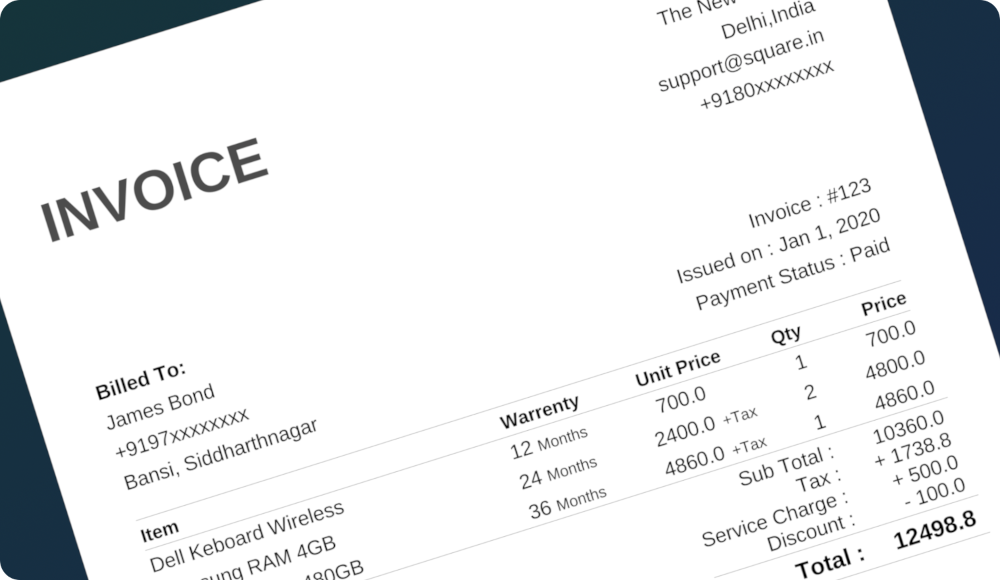 The New
Delhi,India
support@square.in
+9180xxxxxxxx
INVOICE
Invoice : #123
Issued on : Jan 1, 2020
Payment Status : Paid
Billed To:
James Bond
+9197xxxxxxxx
Bansi, Siddharthnagar
Item Warrenty Unit Price Qty Price
Dell Keboard Wireless 12 Months 700.0 1 700.0
RAM 4GB 24 Months 2400.0 +Tax 2 4800.0
480GB 36 Months 4860.0 +Tax 1 4860.0
Sub Total : 10360.0
Tax : + 1738.8
Service Charge : + 500.0
Discount : - 100.0
Total : 12498.8